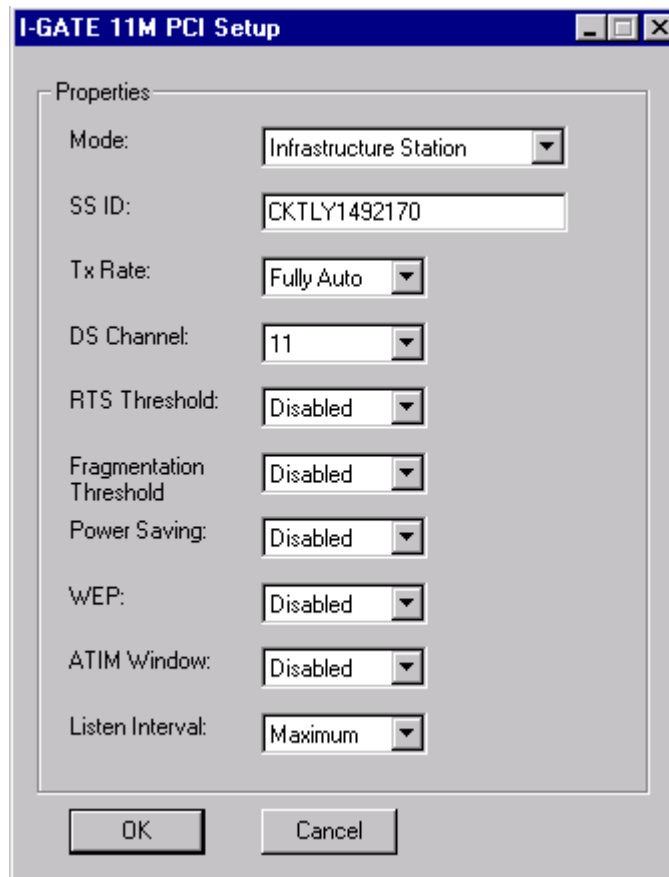 I-GATE 11M PCI Setup
Properties
Mode: Infrastructure Station
SS ID: CKTLY1492170
Tx Rate: Fully Auto
DS Channel: 11
RTS Threshold: Disabled
Fragmentation
Threshold Disabled
Power Saving: Disabled
WEP: Disabled
ATIM Window: Disabled
Listen Interval: Maximum
OK Cancel